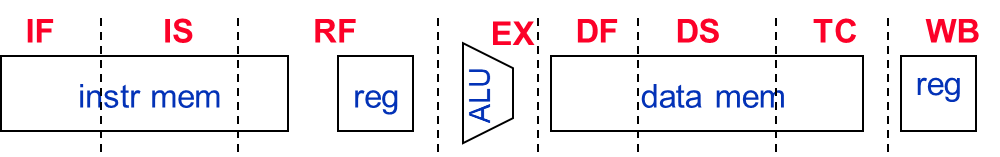 IF IS RF EX DF DS TC WB
instr mem reg ALU data mem reg